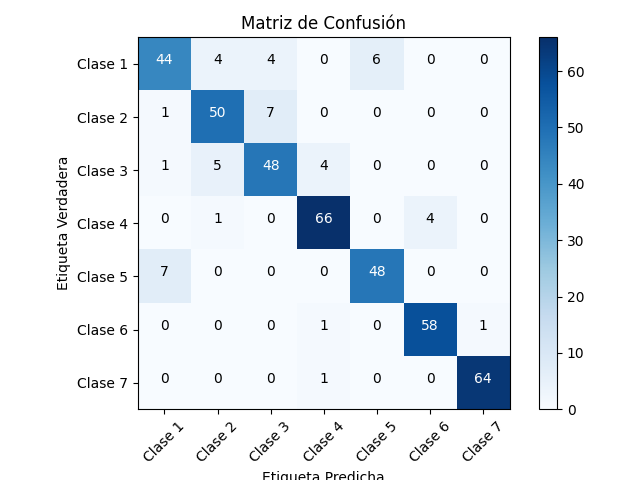 Matriz de Confusión
Etiqueta Verdadera
Clase 1 44 4 4 0 6 0 0
Clase 2 1 50 7 0 0 0 0
Clase 3 1 5 48 4 0 0 0
Clase 4 0 1 0 66 0 4 0
Clase 5 7 0 0 0 48 0 0
Clase 6 0 0 0 1 0 58 1
Clase 7 0 0 0 1 0 0 64
Clase 1 Clase 2 Clase 3 Clase 4 Clase 5 Clase 6 Clase 7
Etiqueta Predicha
60
50
40
30
20
10
0